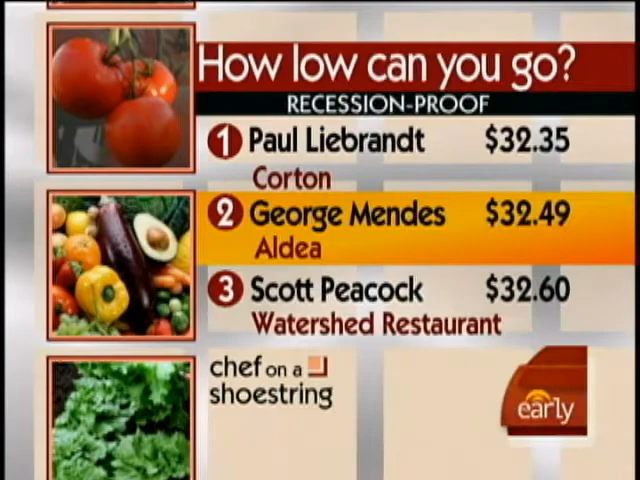 How low can you go?
RECESSION-PROOF
1 Paul Liebrandt $32.35
Corton
2 George Mendes $32.49
Aldea
3 Scott Peacock $32.60
Watershed Restaurant
chef on a
shoestring
early